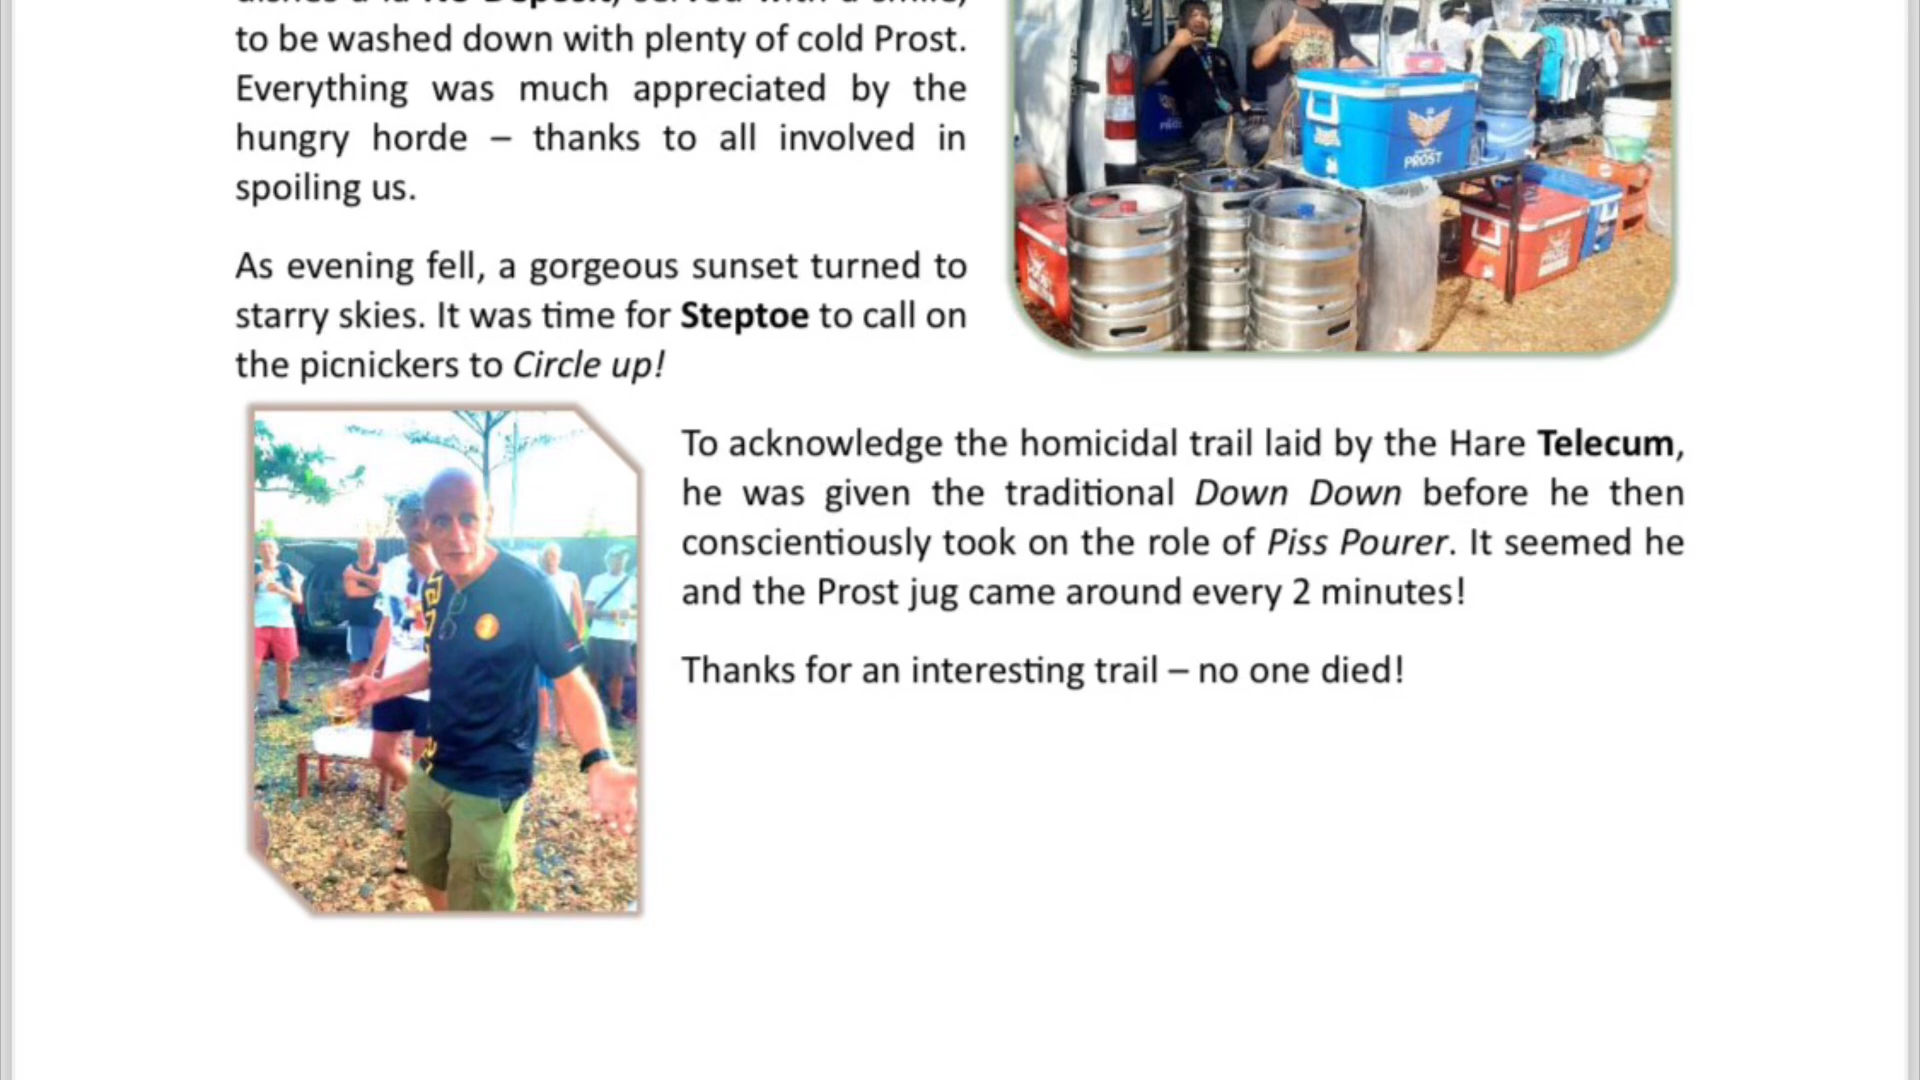 No Deposit, served with a smile,
to be washed down with plenty of cold Prost.
Everything was much appreciated by the
hungry horde – thanks to all involved in
spoiling us.
As evening fell, a gorgeous sunset turned to
starry skies. It was time for Steptoe to call on
the picnickers to Circle up!
PROST
To acknowledge the homicidal trail laid by the Hare Telecum,
he was given the traditional Down Down before he then
conscientiously took on the role of Piss Pourer. It seemed he
and the Prost jug came around every 2 minutes!
Thanks for an interesting trail – no one died!